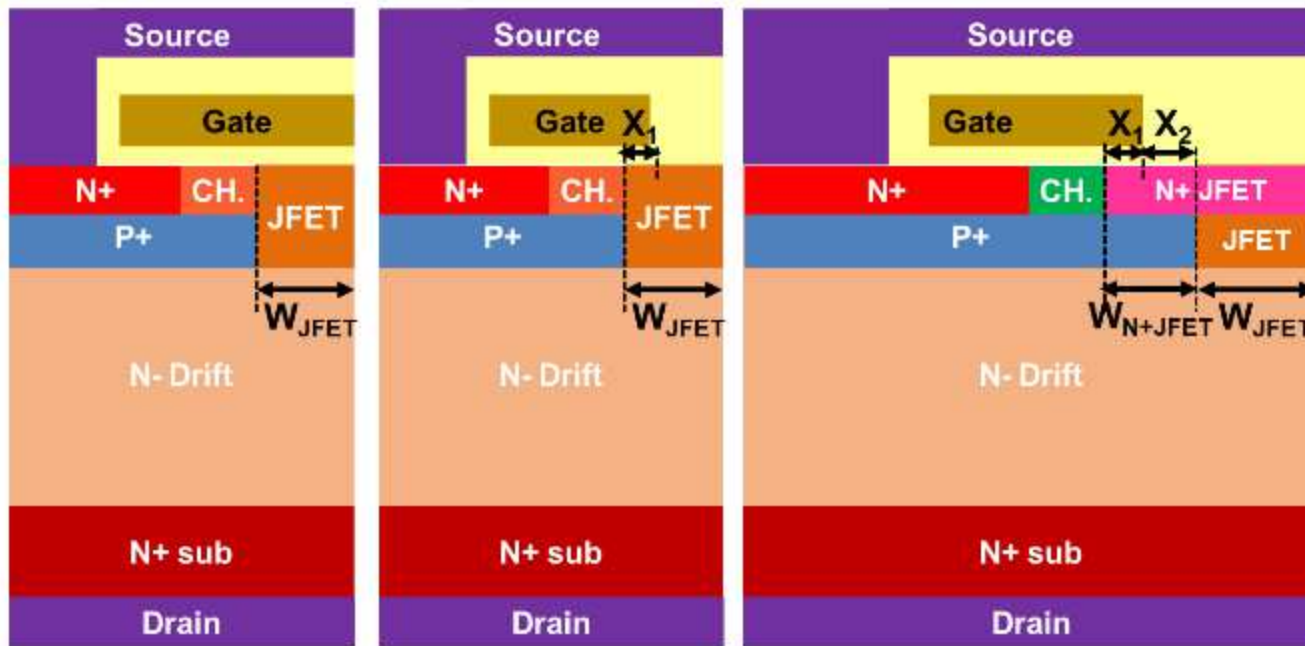 Source
Gate
N+ CH.
JFET
P+
W_JFET
N- Drift
N+ sub
Drain
Source
Gate X_1
N+ CH.
JFET
P+
W_JFET
N- Drift
N+ sub
Drain
Source
Gate X_1 X_2
N+ CH. N+ JFET
P+ JFET
W_N+JFET W_JFET
N- Drift
N+ sub
Drain